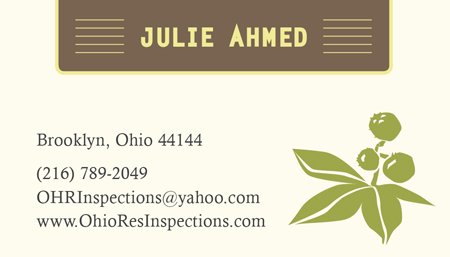 JULIE AHMED
Brooklyn, Ohio 44144
(216) 789-2049
OHRInspections@yahoo.com
www.OhioResInspections.com